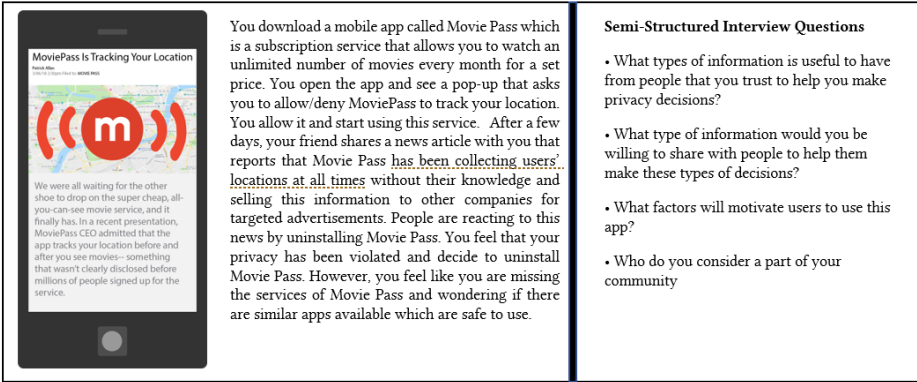 MoviePass Is Tracking Your Location
Patrick Allan
3/06/18 1:30pm Filed to: MOVIE PASS
m
We were all waiting for the other
shoe to drop on the super cheap, all-
you-can-see movie service, and it
finally has. In a recent presentation,
MoviePass CEO admitted that the
app tracks your location before and
after you see movies-- something
that wasn't clearly disclosed before
millions of people signed up for the
service.
You download a mobile app called Movie Pass which
is a subscription service that allows you to watch an
unlimited number of movies every month for a set
price. You open the app and see a pop-up that asks
you to allow/deny MoviePass to track your location.
You allow it and start using this service. After a few
days, your friend shares a news article with you that
reports that Movie Pass has been collecting users'
locations at all times without their knowledge and
selling this information to other companies for
targeted advertisements. People are reacting to this
news by uninstalling Movie Pass. You feel that your
privacy has been violated and decide to uninstall
Movie Pass. However, you feel like you are missing
the services of Movie Pass and wondering if there
are similar apps available which are safe to use.
Semi-Structured Interview Questions
• What types of information is useful to have
from people that you trust to help you make
privacy decisions?
• What type of information would you be
willing to share with people to help them
make these types of decisions?
• What factors will motivate users to use this
app?
• Who do you consider a part of your
community